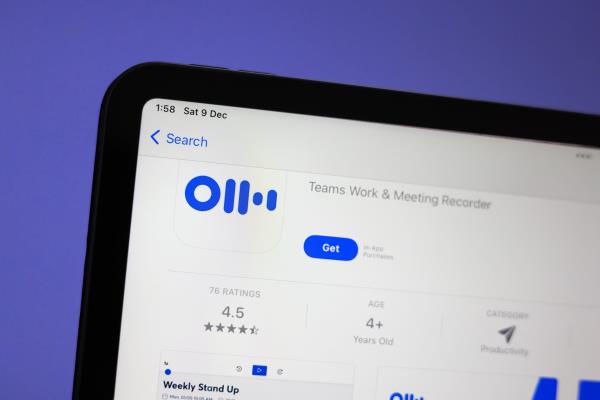 1:58 Sat 9 Dec
Search
Teams Work & Meeting Recorder
Get
In-App
Purchases
76 RATINGS
4.5
AGE
4+
Years Old
CATEGORY
Productivity
Weekly Stand Up